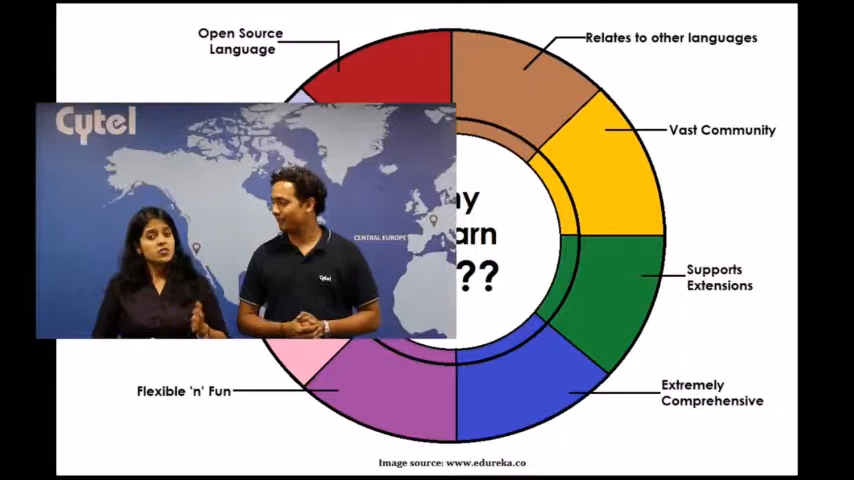 Open Source
Language
Relates to other languages
Cytel
Vast Community
CENTRAL EUROPE
Cytel
Supports
Extensions
??
Flexible 'n' Fun
Extremely
Comprehensive
Image source: www.edureka.co